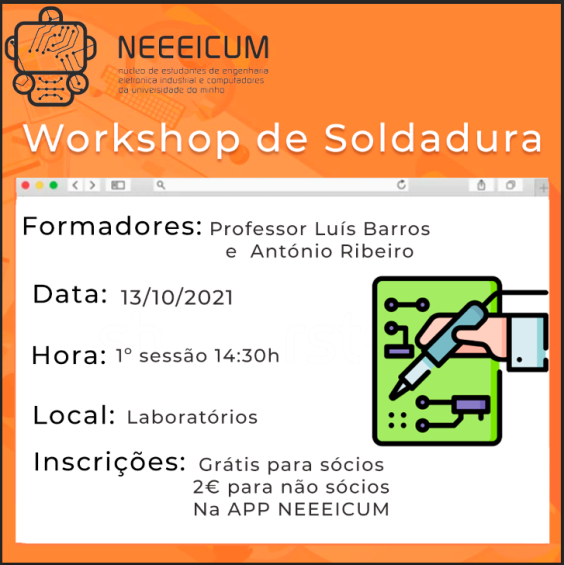 NEEEICUM
núcleo de estudantes de engenharia
eletronica industrial e computadores
da universidade do minho
Workshop de Soldadura
Formadores: Professor Luís Barros
e António Ribeiro
Data: 13/10/2021
Hora: 1º sessão 14:30h
Local: Laboratórios
Inscrições: Grátis para sócios
2€ para não sócios
Na APP NEEEICUM